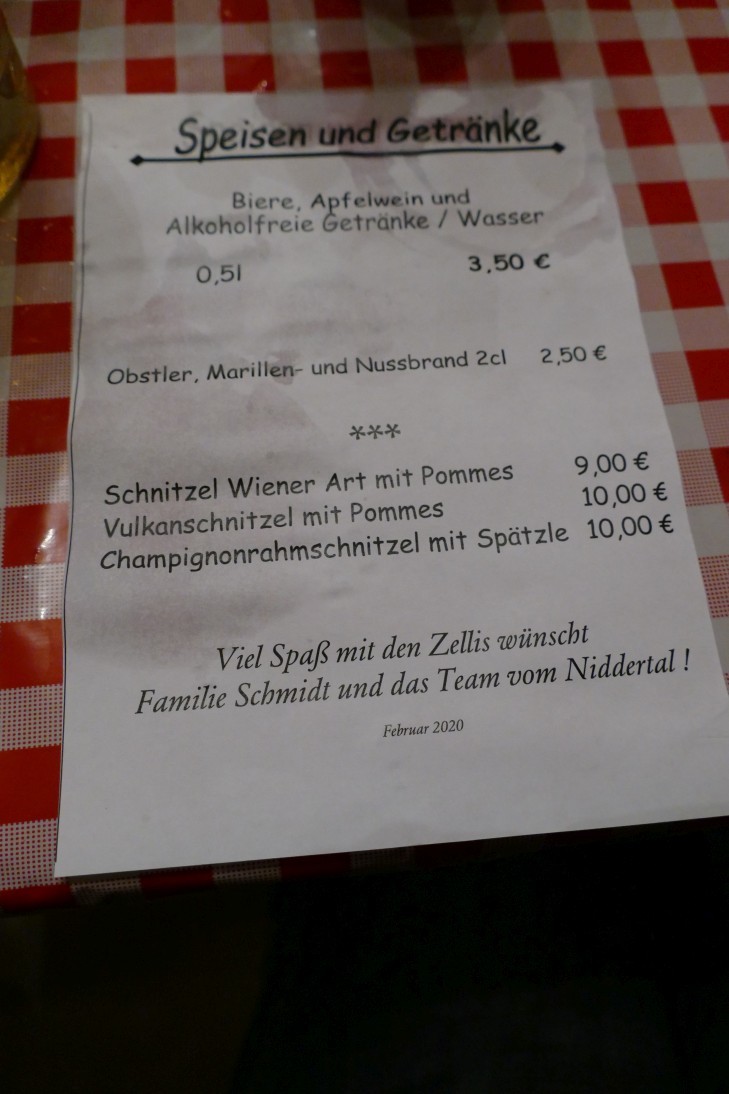 Speisen und Getränke
Biere, Apfelwein und
Alkoholfreie Getränke / Wasser
0,5l 3,50 €
Obstler, Marillen- und Nussbrand 2cl 2,50 €
***
Schnitzel Wiener Art mit Pommes 9,00 €
Vulkanschnitzel mit Pommes 10,00 €
Champignonrahmschnitzel mit Spätzle 10,00 €
Viel Spaß mit den Zellis wünscht
Familie Schmidt und das Team vom Niddertal !
Februar 2020